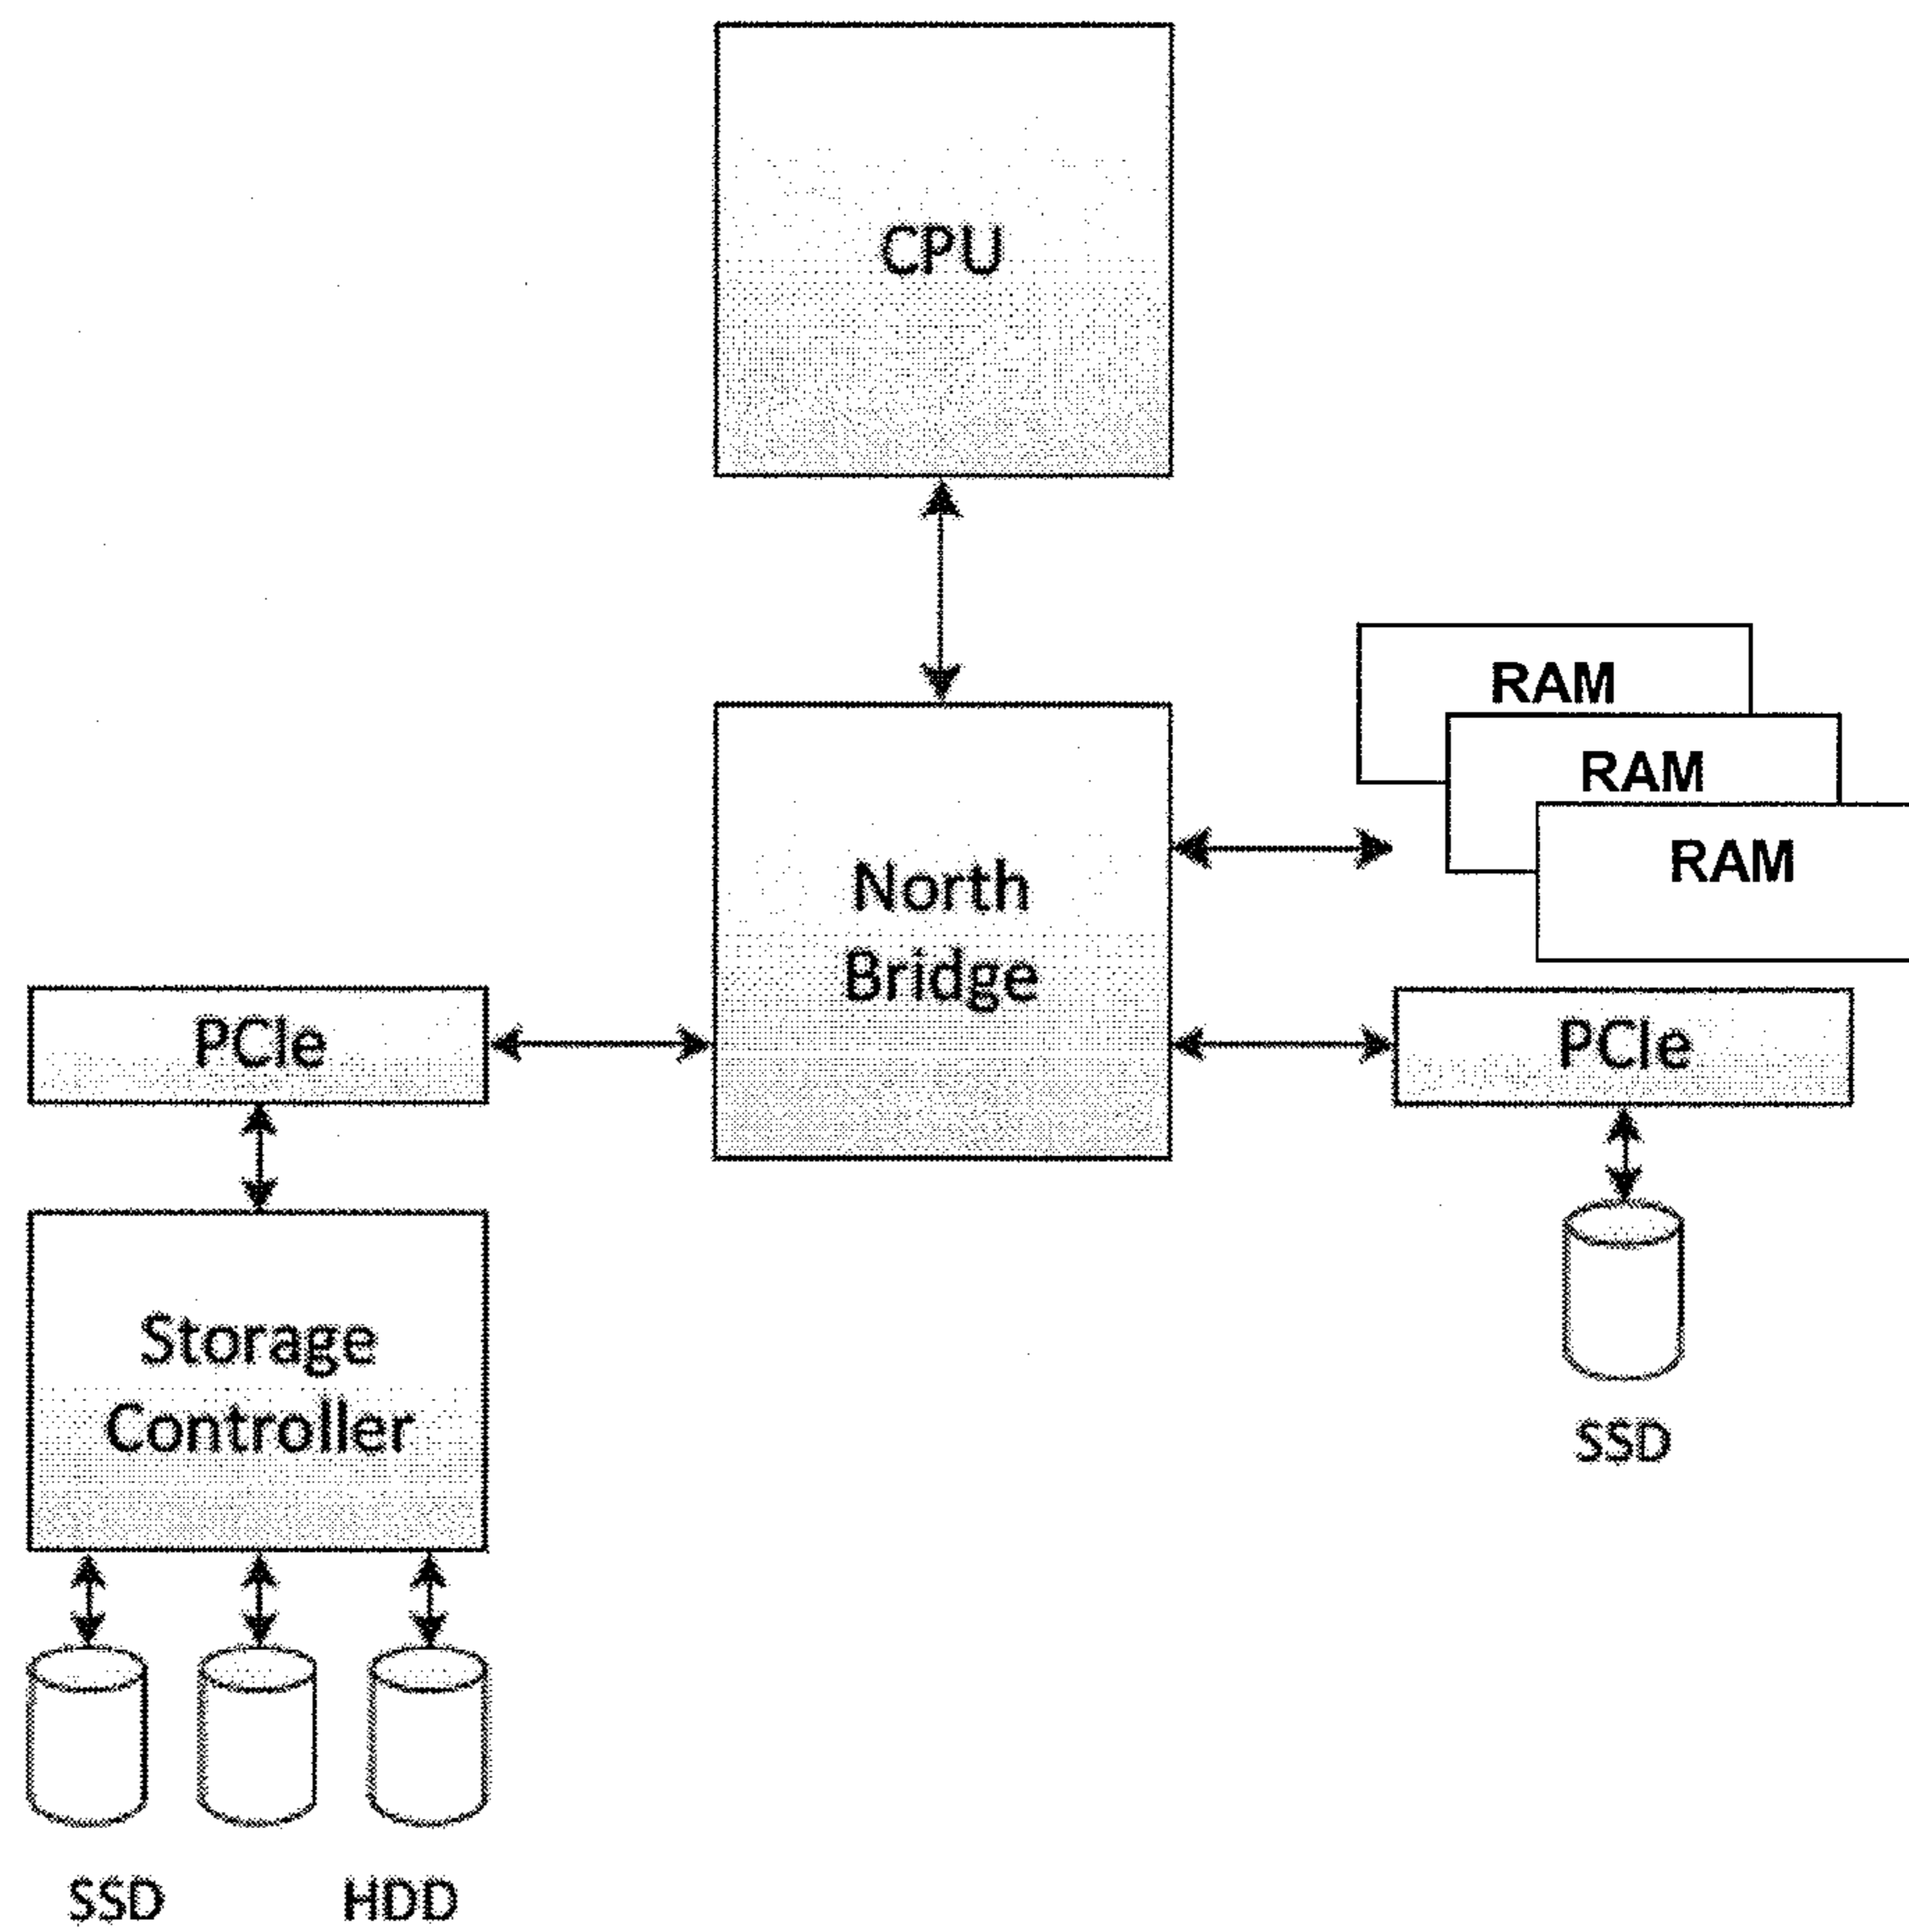 CPU
RAM
RAM
RAM
North
Bridge
PCIe
PCIe
Storage
Controller
SSD
SSD
HDD